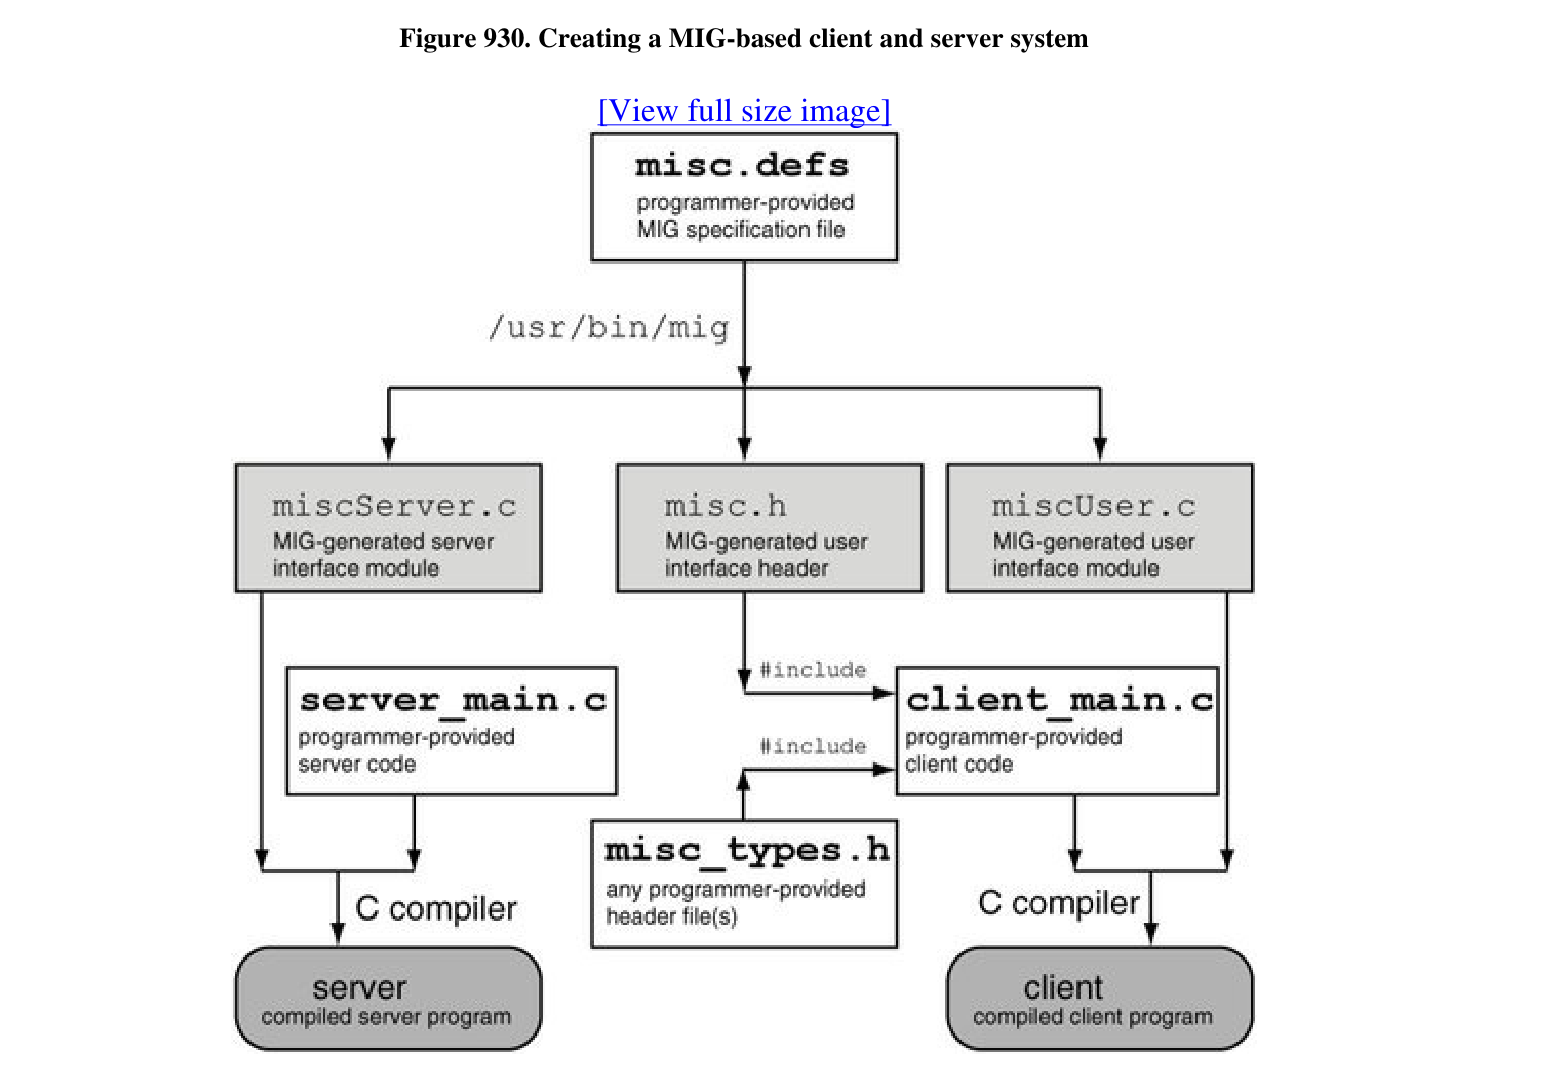 Figure 930. Creating a MIG-based client and server system
[View full size image]
misc.defs
programmer-provided
MIG specification file
/usr/bin/mig
miscServer.c
MIG-generated server
interface module
misc.h
MIG-generated user
interface header
miscUser.c
MIG-generated user
interface module
#include
server_main.c
programmer-provided
server code
client_main.c
programmer-provided
client code
#include
misc_types.h
any programmer-provided
header file(s)
C compiler
C compiler
server
compiled server program
client
compiled client program